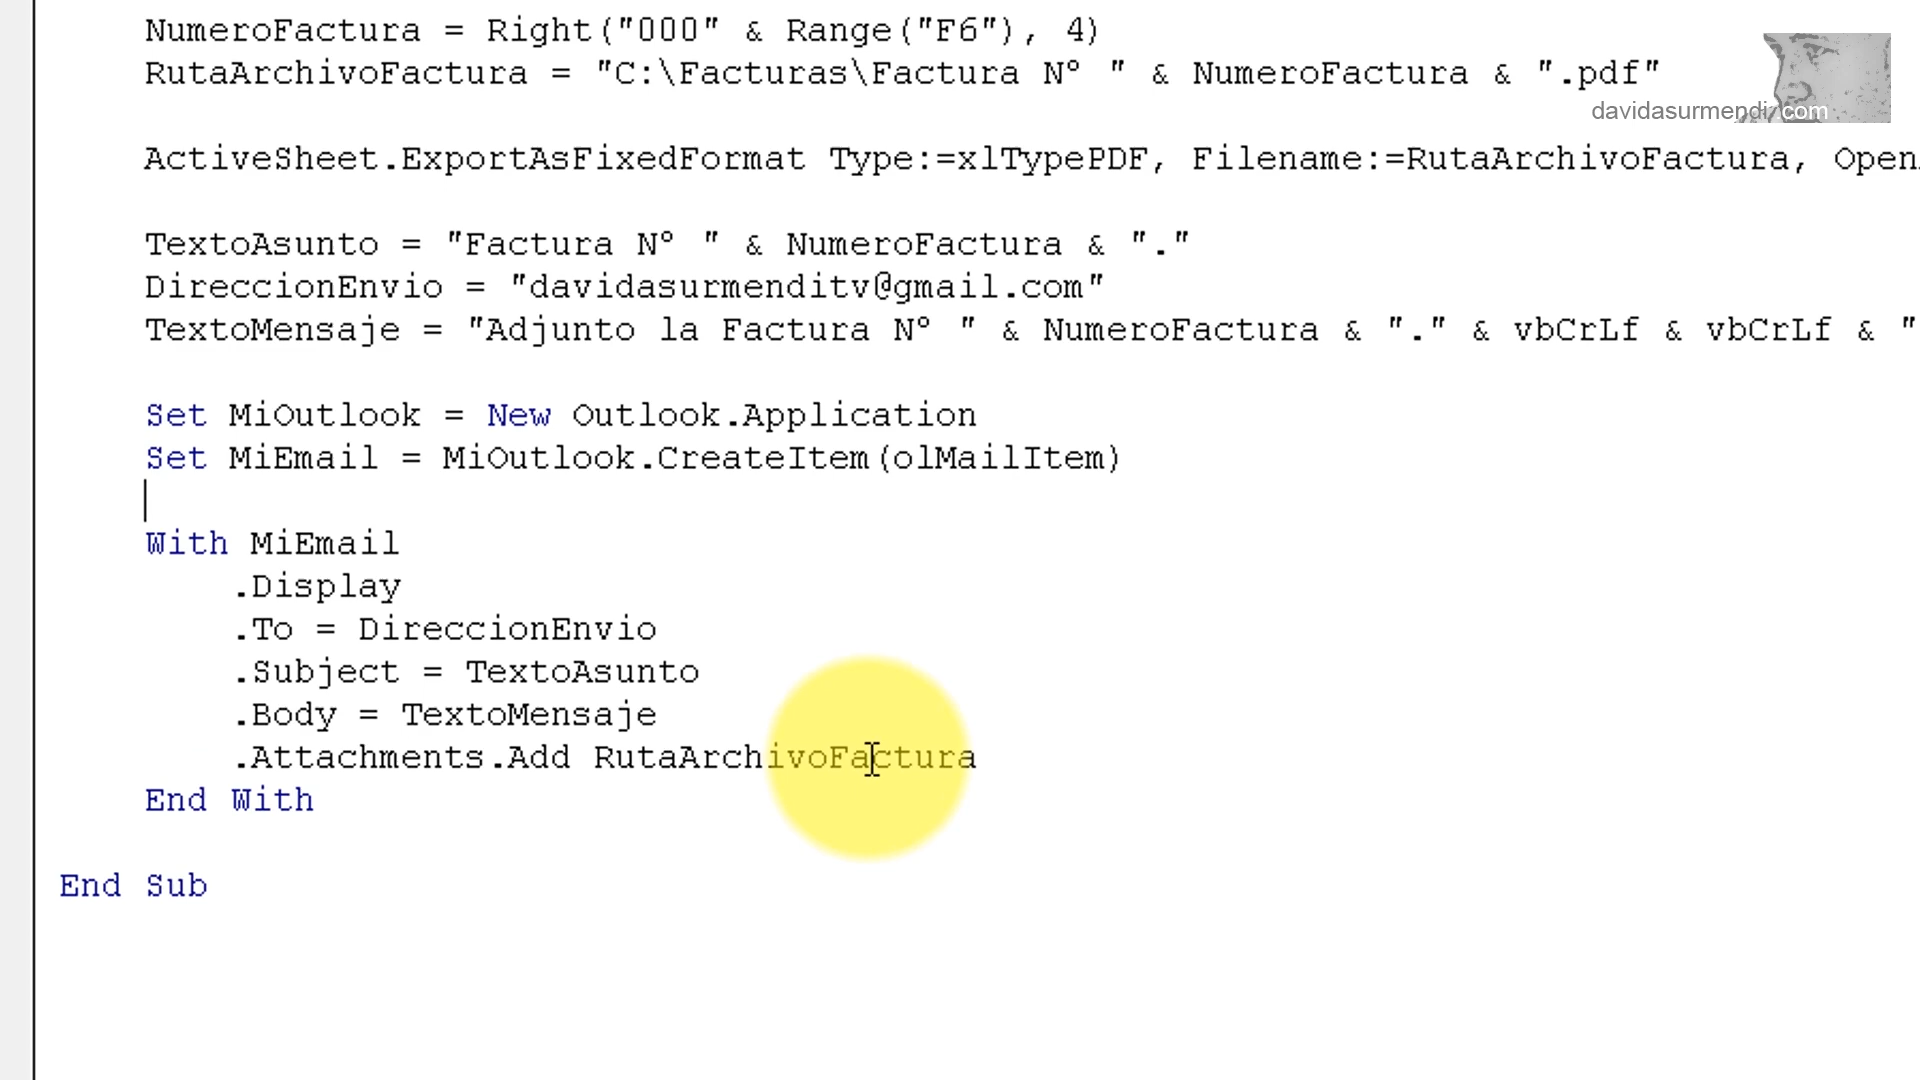 NumeroFactura = Right("000" & Range("F6"), 4)
RutaArchivoFactura = "C:\Facturas\Factura Nº " & NumeroFactura & ".pdf"
davidasurmendi.com
ActiveSheet.ExportAsFixedFormat Type:=xlTypePDF, Filename:=RutaArchivoFactura, Open
TextoAsunto = "Factura Nº " & NumeroFactura & "."
DireccionEnvio = "davidasurmenditv@gmail.com"
TextoMensaje = "Adjunto la Factura Nº " & NumeroFactura & "." & vbCrLf & vbCrLf & "
Set MiOutlook = New Outlook.Application
Set MiEmail = MiOutlook.CreateItem(olMailItem)
With MiEmail
.Display
.To = DireccionEnvio
.Subject = TextoAsunto
.Body = TextoMensaje
.Attachments.Add RutaArchivoFactura
End With
End Sub